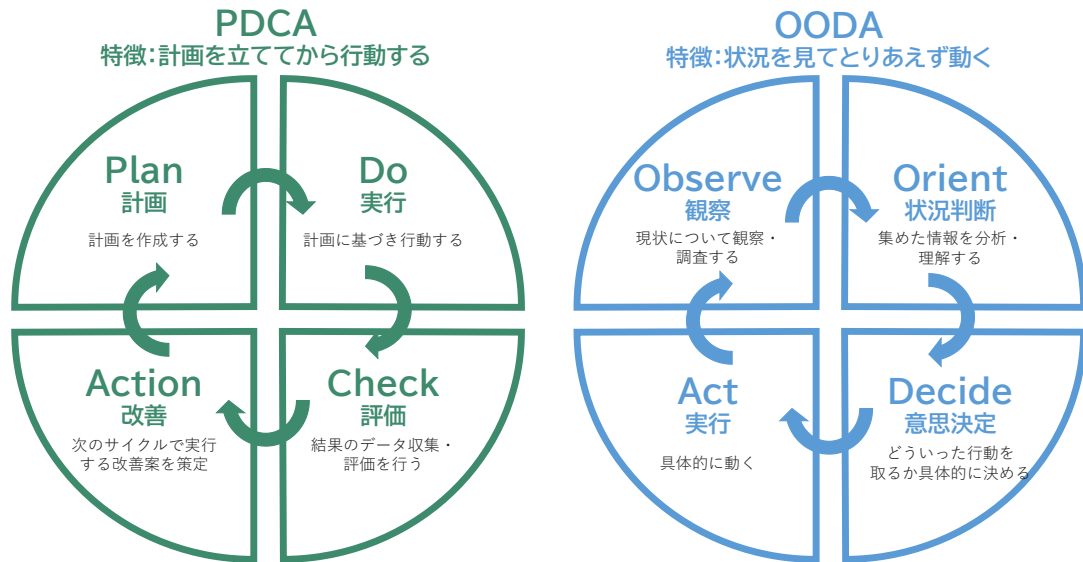 PDCA
特徴：計画を立ててから行動する
Plan
計画
計画を作成する
Do
実行
計画に基づき行動する
Check
評価
結果のデータ収集・
評価を行う
Action
改善
次のサイクルで実行
する改善案を策定
OODA
特徴：状況を見てとりあえず動く
Observe
観察
現状について観察・
調査する
Orient
状況判断
集めた情報を分析・
理解する
Decide
意思決定
どういった行動を
取るか具体的に決める
Act
実行
具体的に動く